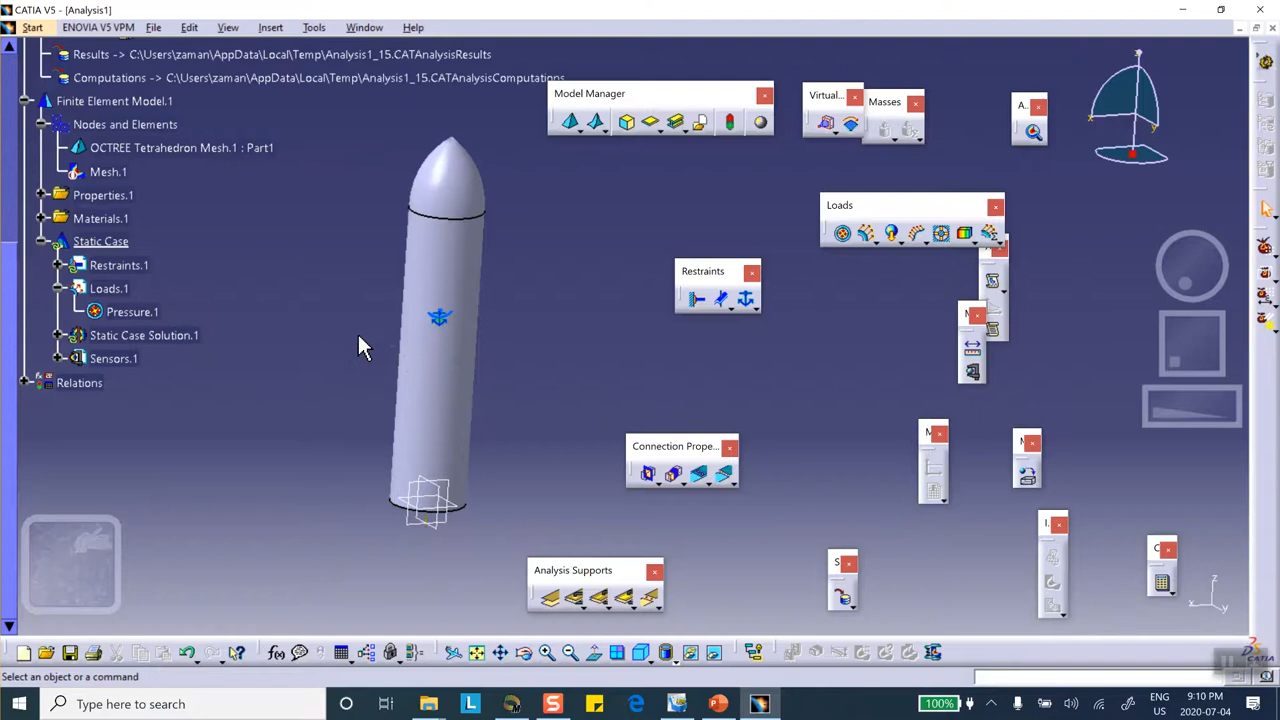 CATIA V5 - [Analysis1]
Start ENOVIA V5 VPM File Edit View Insert Tools Window Help
Results -> C:\Users\zaman\AppData\Local\Temp\Analysis1_15.CATAnalysisResults
Computations -> C:\Users\zaman\AppData\Local\Temp\Analysis1_15.CATAnalysisComputations
Finite Element Model.1
Nodes and Elements
OCTREE Tetrahedron Mesh.1 : Part1
Mesh.1
Properties.1
Materials.1
Static Case
Restraints.1
Loads.1
Pressure.1
Static Case Solution.1
Sensors.1
Relations
Model Manager
Virtual...
Masses
A..
Loads
Restraints
Connection Prope...
Analysis Supports
S
C
I.
z
x
y
Select an object or a command
CATIA
Type here to search
100%
ENG
US
9:10 PM
2020-07-04